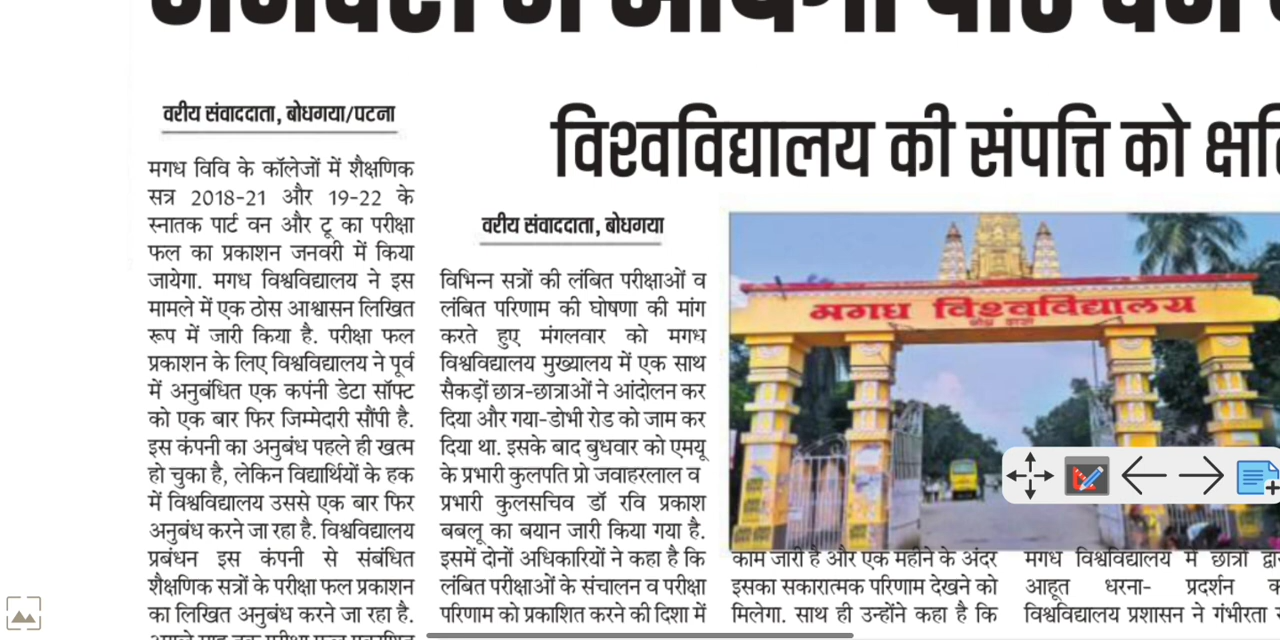 वरीय संवाददाता, बोधगया/पटना
मगध विवि के कॉलेजों में शैक्षणिक
सत्र 2018-21 और 19-22 के
स्नातक पार्ट वन और टू का परीक्षा
फल का प्रकाशन जनवरी में किया
जायेगा. मगध विश्वविद्यालय ने इस
मामले में एक ठोस आश्वासन लिखित
रूप में जारी किया है. परीक्षा फल
प्रकाशन के लिए विश्वविद्यालय ने पूर्व
में अनुबंधित एक कंपनी डेटा सॉफ्ट
को एक बार फिर जिम्मेदारी सौंपी है.
इस कंपनी का अनुबंध पहले ही खत्म
हो चुका है, लेकिन विद्यार्थियों के हक
में विश्वविद्यालय उससे एक बार फिर
अनुबंध करने जा रहा है. विश्वविद्यालय
प्रबंधन इस कंपनी से संबंधित
शैक्षणिक सत्रों के परीक्षा फल प्रकाशन
का लिखित अनुबंध करने जा रहा है.
विश्वविद्यालय की संपत्ति को
वरीय संवाददाता, बोधगया
विभिन्न सत्रों की लंबित परीक्षाओं व
लंबित परिणाम की घोषणा की मांग
करते हुए मंगलवार को मगध
विश्वविद्यालय मुख्यालय में एक साथ
सैकड़ों छात्र-छात्राओं ने आंदोलन कर
दिया और गया-डोभी रोड को जाम कर
दिया था. इसके बाद बुधवार को एमयू
के प्रभारी कुलपति प्रो जवाहरलाल व
प्रभारी कुलसचिव डॉ रवि प्रकाश
बबलू का बयान जारी किया गया है.
इसमें दोनों अधिकारियों ने कहा है कि
लंबित परीक्षाओं के संचालन व परीक्षा
परिणाम को प्रकाशित करने की दिशा में
मगध विश्वविद्यालय
काम जारी है और एक महीने के अंदर
इसका सकारात्मक परिणाम देखने को
मिलेगा. साथ ही उन्होंने कहा है कि
मगध विश्वविद्यालय में छात्रों
आहूत धरना- प्रदर्शन
विश्वविद्यालय प्रशासन ने गंभीरता